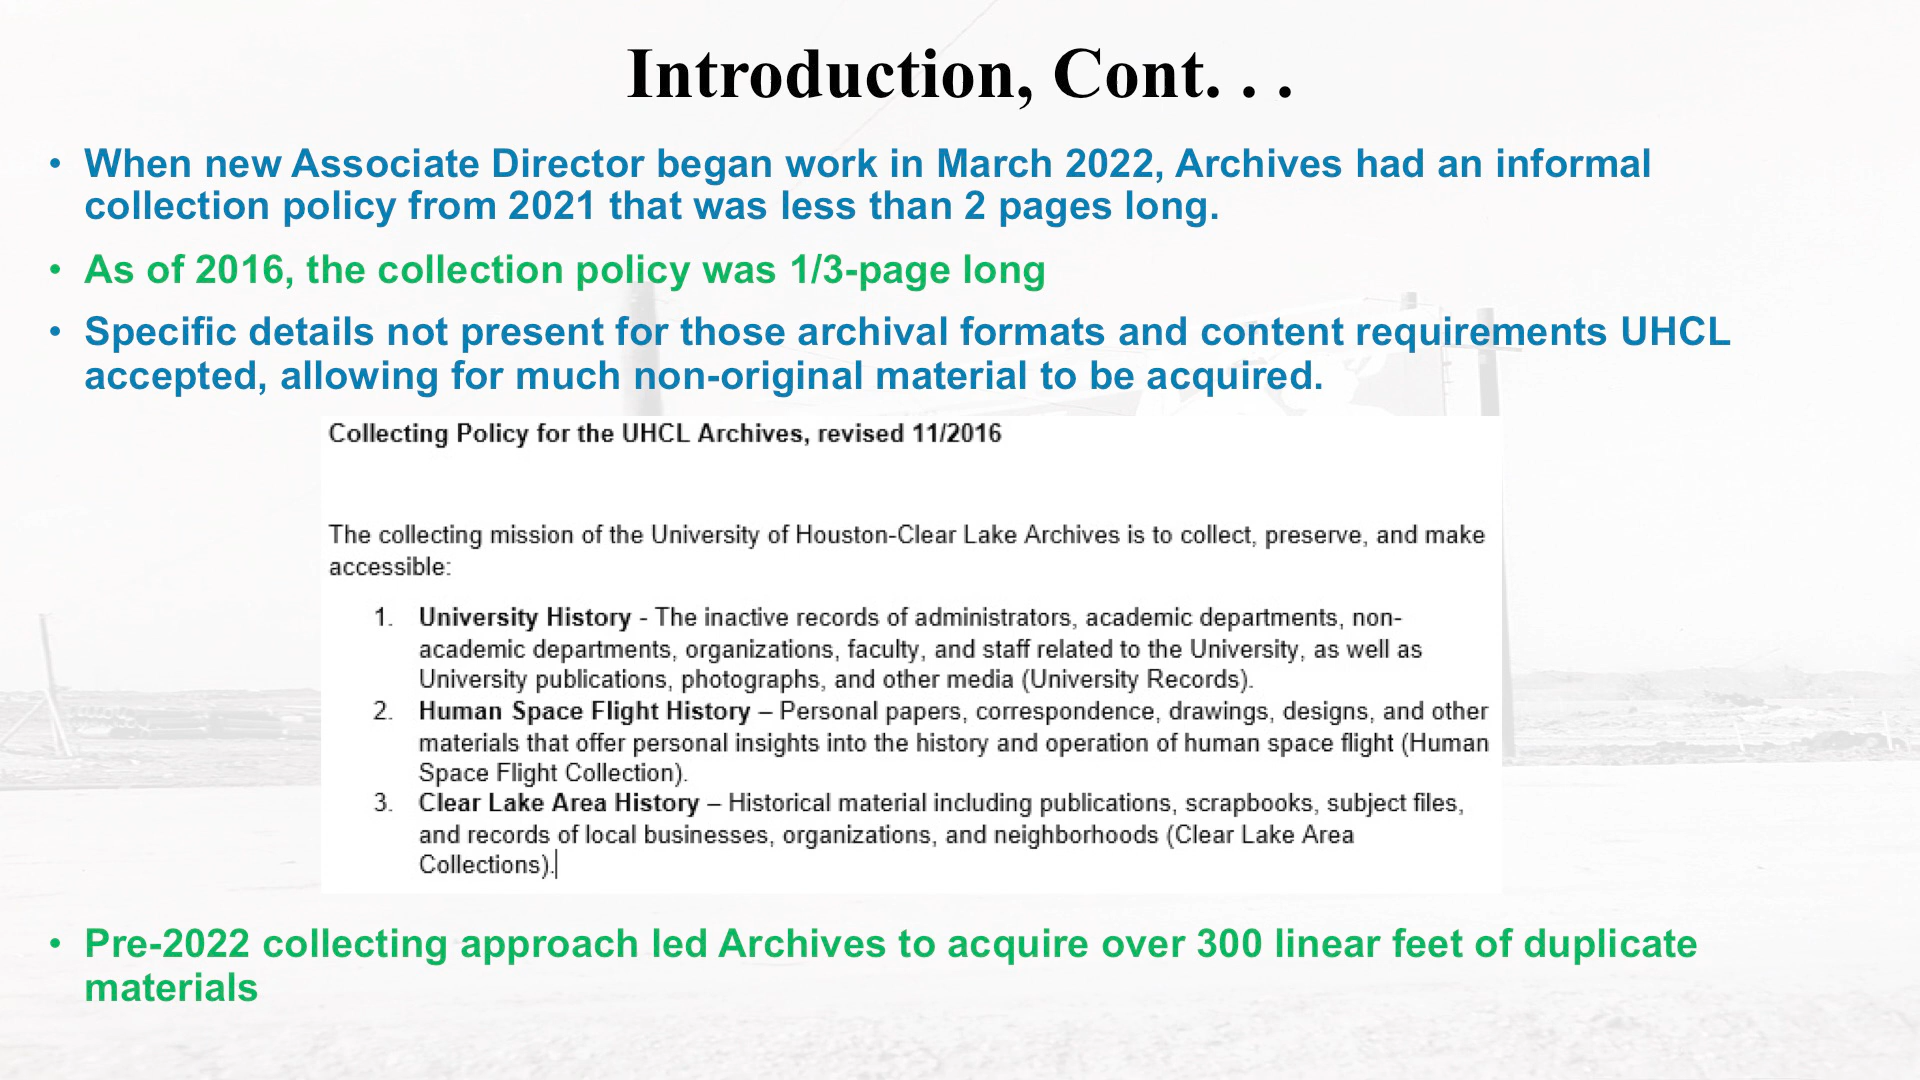 Introduction, Cont. . .
• When new Associate Director began work in March 2022, Archives had an informal
collection policy from 2021 that was less than 2 pages long.
• As of 2016, the collection policy was 1/3-page long
• Specific details not present for those archival formats and content requirements UHCL
accepted, allowing for much non-original material to be acquired.
Collecting Policy for the UHCL Archives, revised 11/2016
The collecting mission of the University of Houston-Clear Lake Archives is to collect, preserve, and make
accessible:
1. University History - The inactive records of administrators, academic departments, non-
academic departments, organizations, faculty, and staff related to the University, as well as
University publications, photographs, and other media (University Records).
2. Human Space Flight History – Personal papers, correspondence, drawings, designs, and other
materials that offer personal insights into the history and operation of human space flight (Human
Space Flight Collection).
3. Clear Lake Area History – Historical material including publications, scrapbooks, subject files,
and records of local businesses, organizations, and neighborhoods (Clear Lake Area
Collections).
• Pre-2022 collecting approach led Archives to acquire over 300 linear feet of duplicate
materials